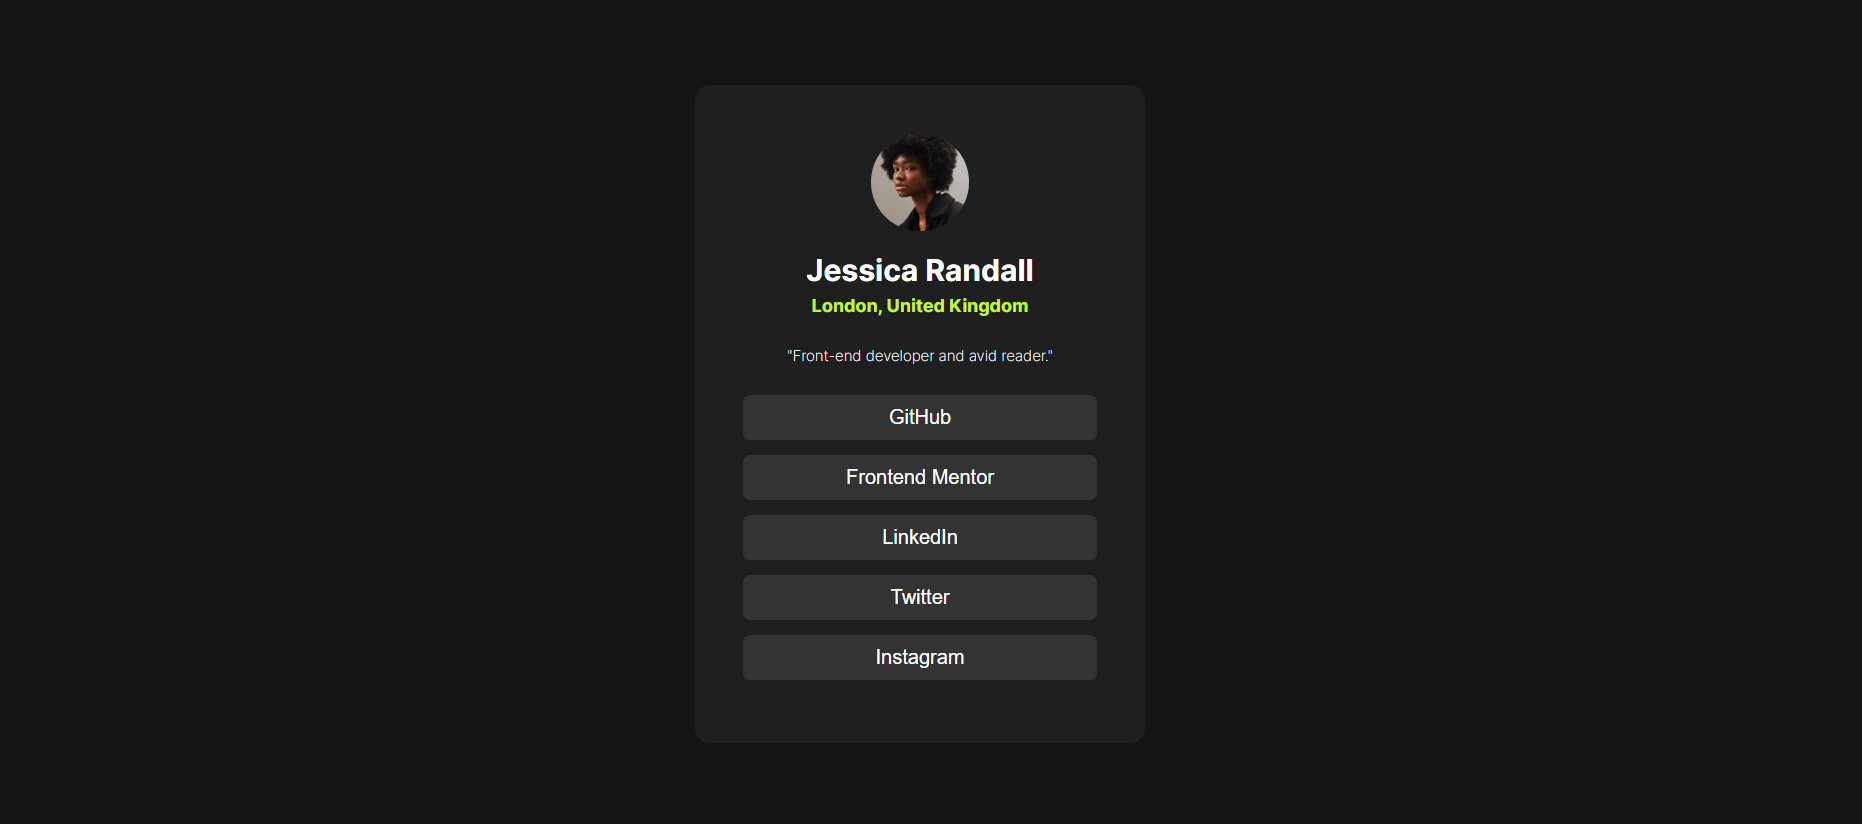 Jessica Randall
London, United Kingdom
"Front-end developer and avid reader."
GitHub
Frontend Mentor
LinkedIn
Twitter
Instagram